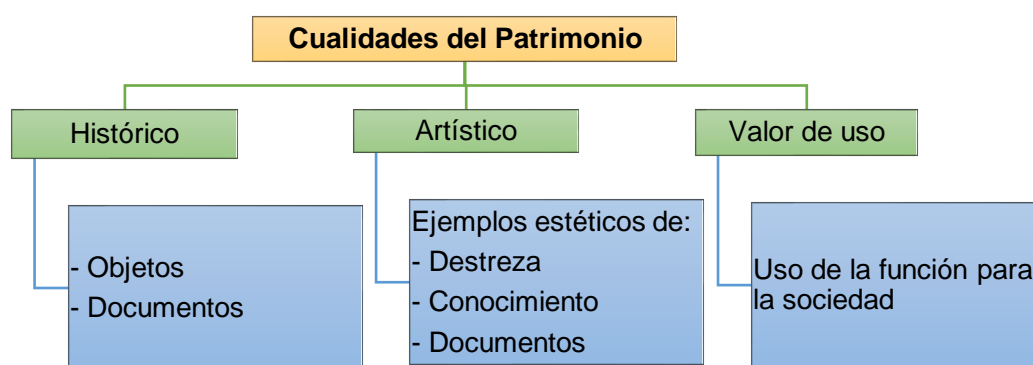 Cualidades del Patrimonio
Histórico
Artístico
Valor de uso
- Objetos
- Documentos
Ejemplos estéticos de:
- Destreza
- Conocimiento
- Documentos
Uso de la función para
la sociedad